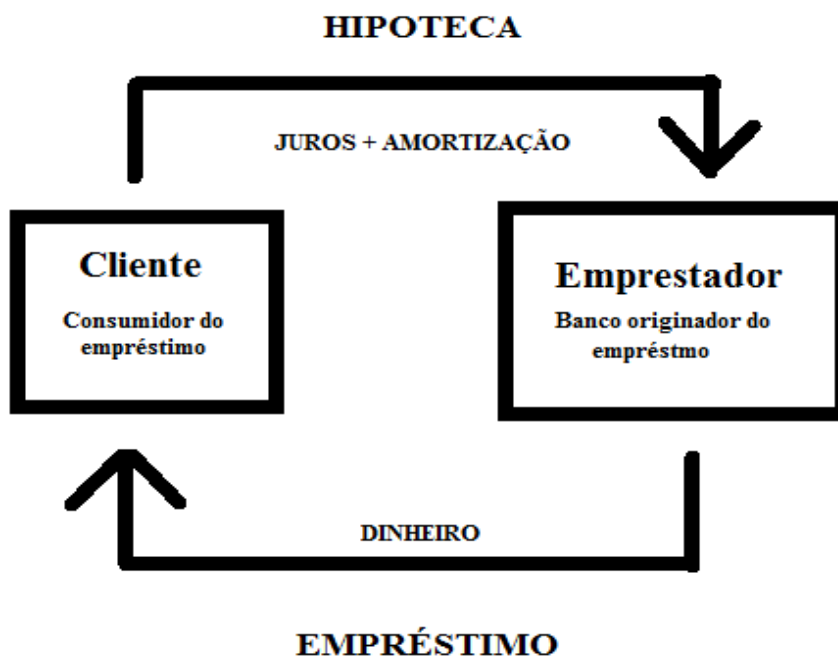 HIPOTECA
JUROS + AMORTIZAÇÃO
Cliente
Consumidor do
empréstimo
Emprestador
Banco originador do
empréstmo
DINHEIRO
EMPRÉSTIMO